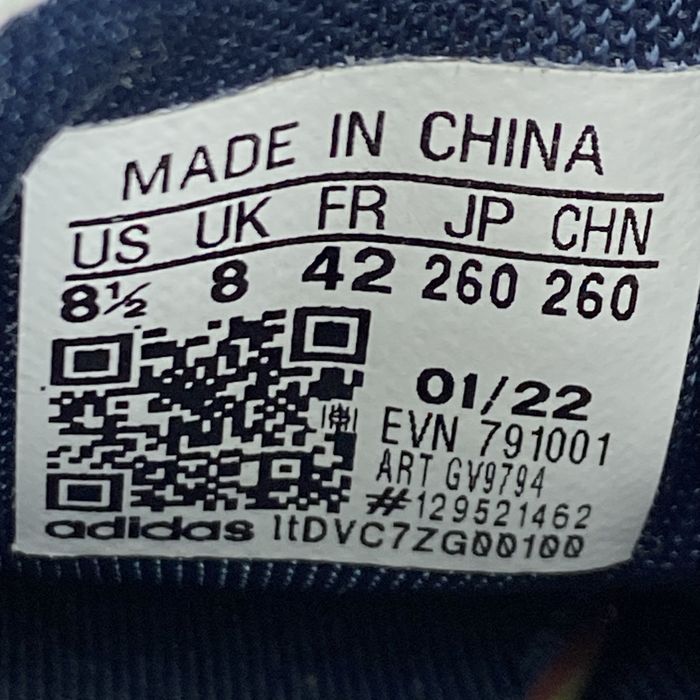 MADE IN CHINA
US UK FR JP CHN
8½ 8 42 260 260
01/22
EVN 791001
ART GV9794
#129521462
adidas 1tDVC7ZG00100